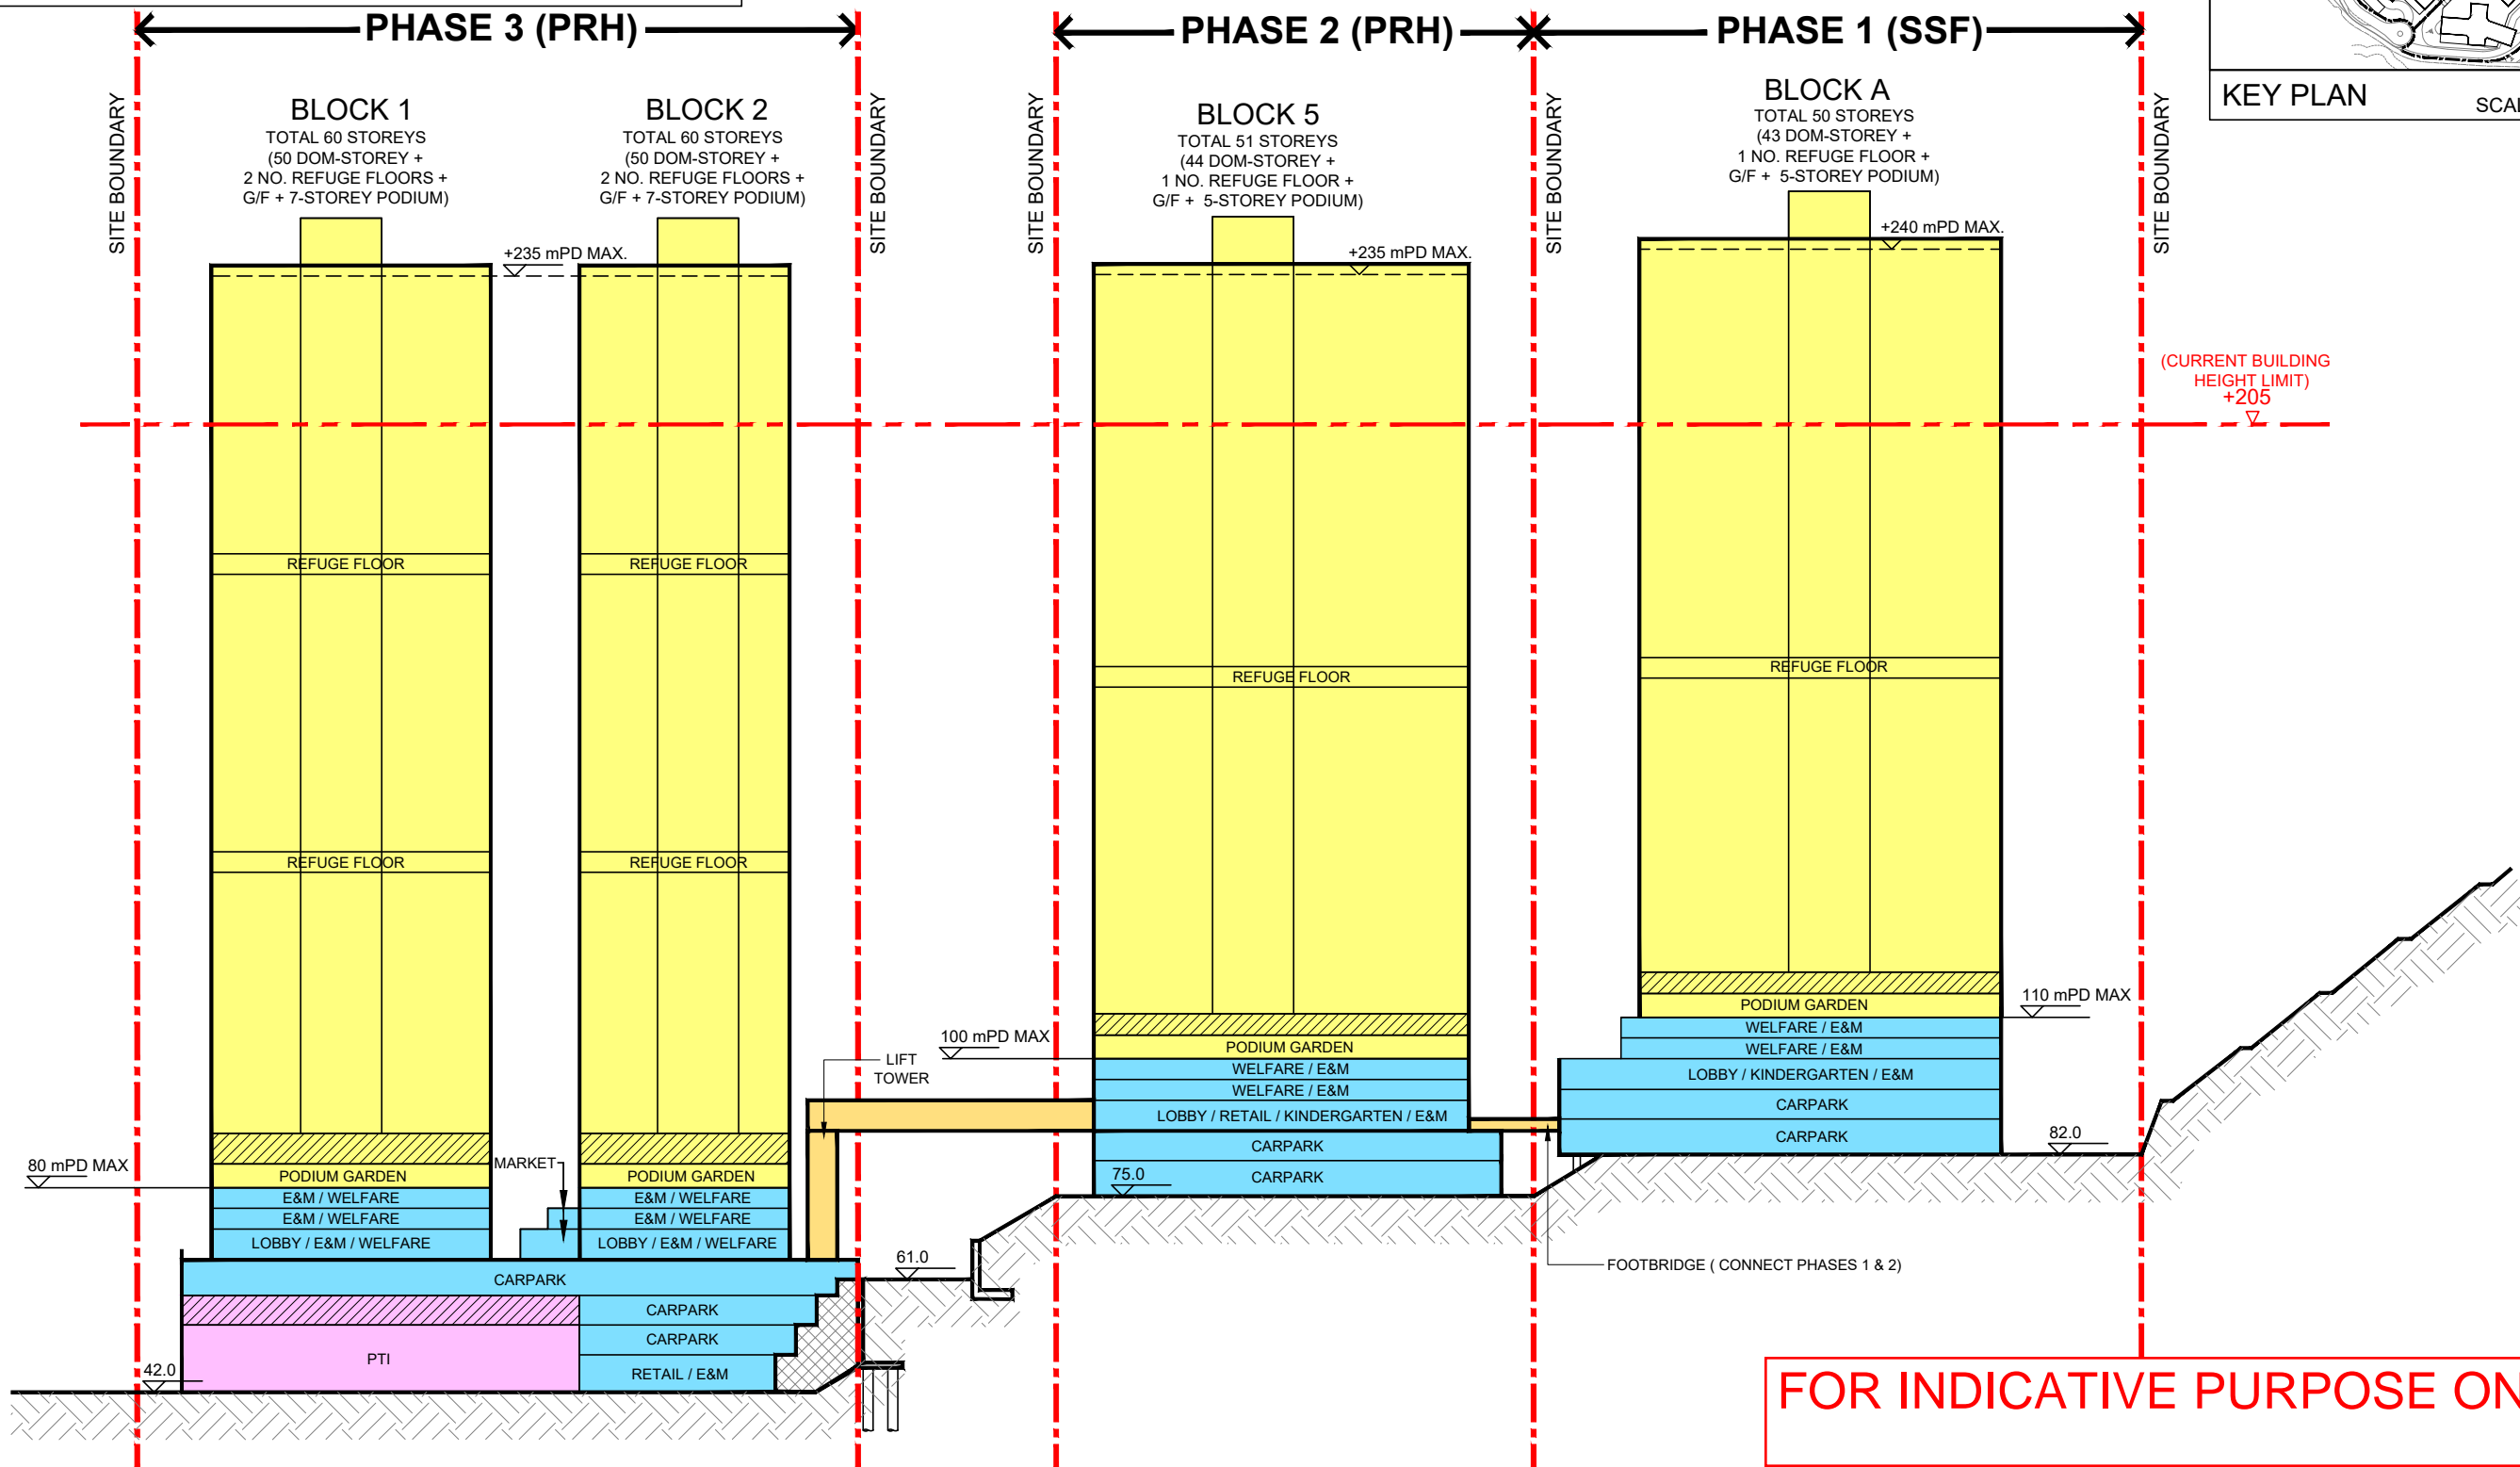 PHASE 3 (PRH)
PHASE 2 (PRH)
PHASE 1 (SSF)
KEY PLAN
SITE BOUNDARY
BLOCK 1
TOTAL 60 STOREYS
(50 DOM-STOREY +
2 NO. REFUGE FLOORS +
G/F + 7-STOREY PODIUM)
BLOCK 2
TOTAL 60 STOREYS
(50 DOM-STOREY +
2 NO. REFUGE FLOORS +
G/F + 7-STOREY PODIUM)
SITE BOUNDARY
SITE BOUNDARY
BLOCK 5
TOTAL 51 STOREYS
(44 DOM-STOREY +
1 NO. REFUGE FLOOR +
G/F + 5-STOREY PODIUM)
SITE BOUNDARY
BLOCK A
TOTAL 50 STOREYS
(43 DOM-STOREY +
1 NO. REFUGE FLOOR +
G/F + 5-STOREY PODIUM)
SITE BOUNDARY
+235 mPD MAX.
+235 mPD MAX.
+240 mPD MAX.
(CURRENT BUILDING
HEIGHT LIMIT)
+205
REFUGE FLOOR
REFUGE FLOOR
REFUGE FLOOR
REFUGE FLOOR
REFUGE FLOOR
REFUGE FLOOR
80 mPD MAX
PODIUM GARDEN
E&M / WELFARE
E&M / WELFARE
LOBBY / E&M / WELFARE
MARKET
PODIUM GARDEN
E&M / WELFARE
E&M / WELFARE
LOBBY / E&M / WELFARE
CARPARK
CARPARK
CARPARK
PTI
RETAIL / E&M
42.0
LIFT
TOWER
61.0
100 mPD MAX
PODIUM GARDEN
WELFARE / E&M
WELFARE / E&M
LOBBY / RETAIL / KINDERGARTEN / E&M
CARPARK
CARPARK
75.0
110 mPD MAX
PODIUM GARDEN
WELFARE / E&M
WELFARE / E&M
LOBBY / KINDERGARTEN / E&M
CARPARK
CARPARK
82.0
FOOTBRIDGE ( CONNECT PHASES 1 & 2)
FOR INDICATIVE PURPOSE